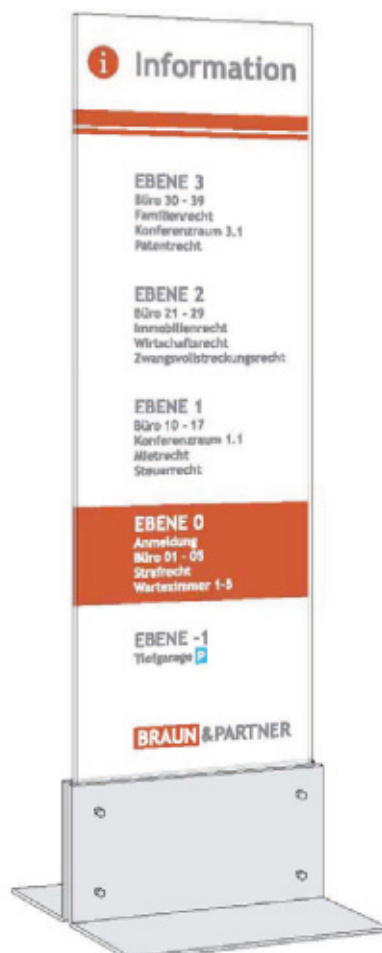 i Information
EBENE 3
Büro 30 - 39
Familienrecht
Konferenzraum 3.1
Patentrecht
EBENE 2
Büro 21 - 29
Immobilienrecht
Wirtschaftsrecht
Zwangsvollstreckungsrecht
EBENE 1
Büro 10 - 17
Konferenzraum 1.1
Mietrecht
Steuerrecht
EBENE 0
Anmeldung
Büro 01 - 05
Strafrecht
Wartezimmer 1-5
EBENE -1
Tiefgarage P
BRAUN &PARTNER